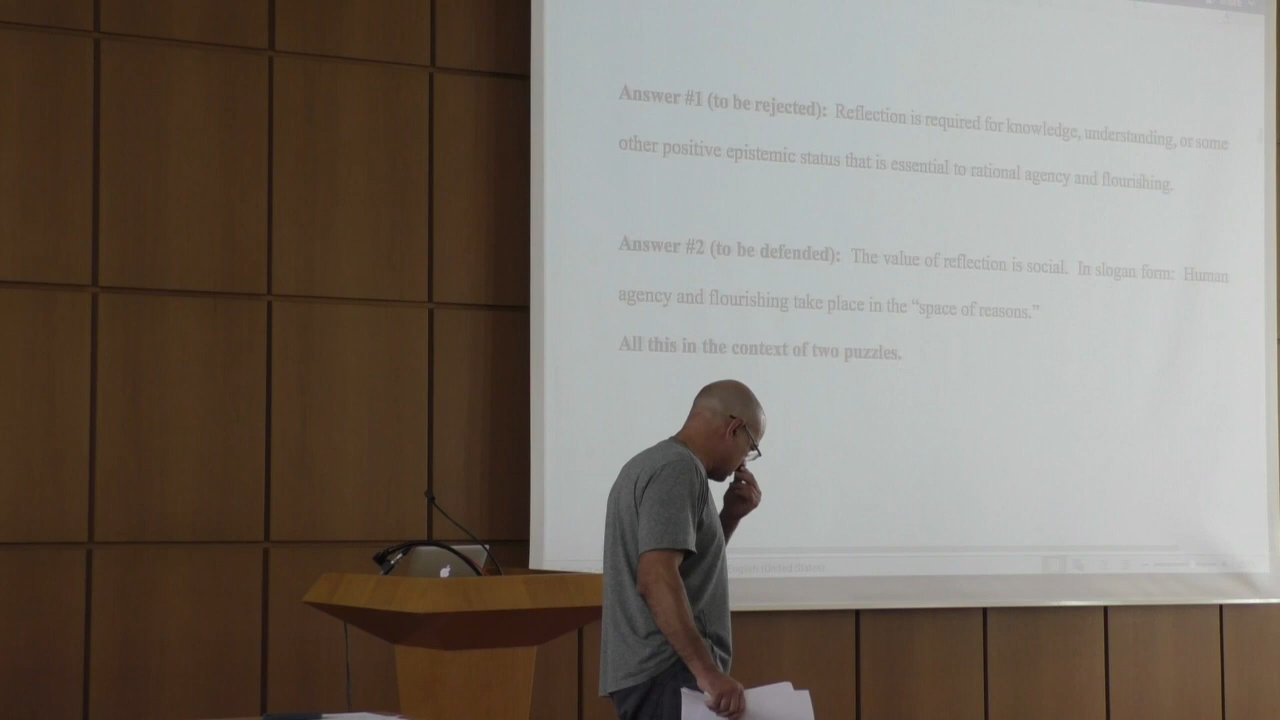 Answer #1 (to be rejected): Reflection is required for knowledge, understanding, or some
other positive epistemic status that is essential to rational agency and flourishing.
Answer #2 (to be defended): The value of reflection is social. In slogan form: Human
agency and flourishing take place in the “space of reasons.”
All this in the context of two puzzles.
English (United States)